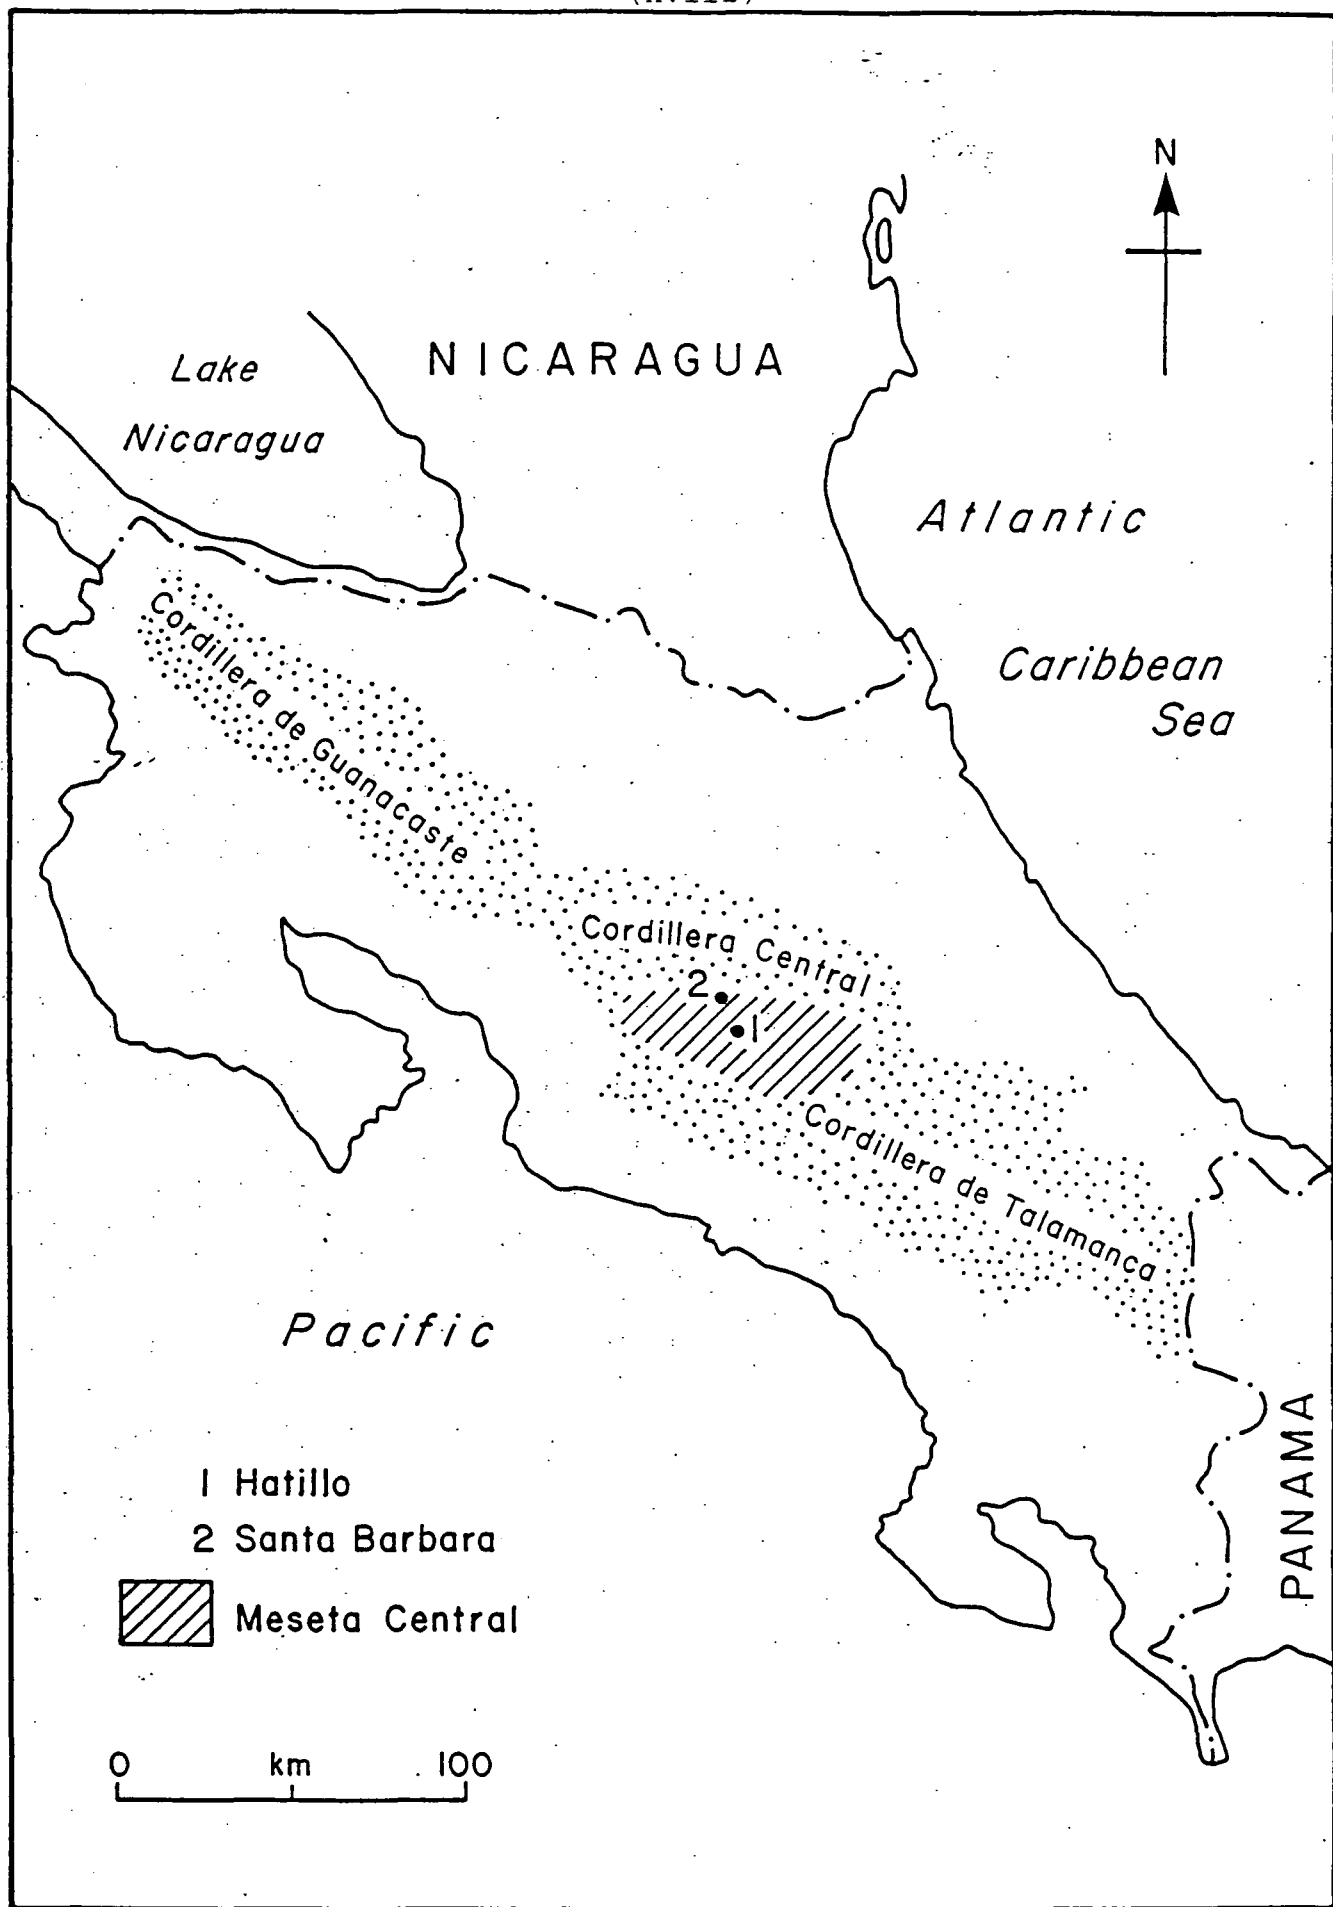 N
NICARAGUA
Lake
Nicaragua
Atlantic
Caribbean
Sea
Cordillera de Guanacaste
Cordillera Central
2
1
Cordillera de Talamanca
Pacific
PANAMA
1 Hatillo
2 Santa Barbara
Meseta Central
0 km 100